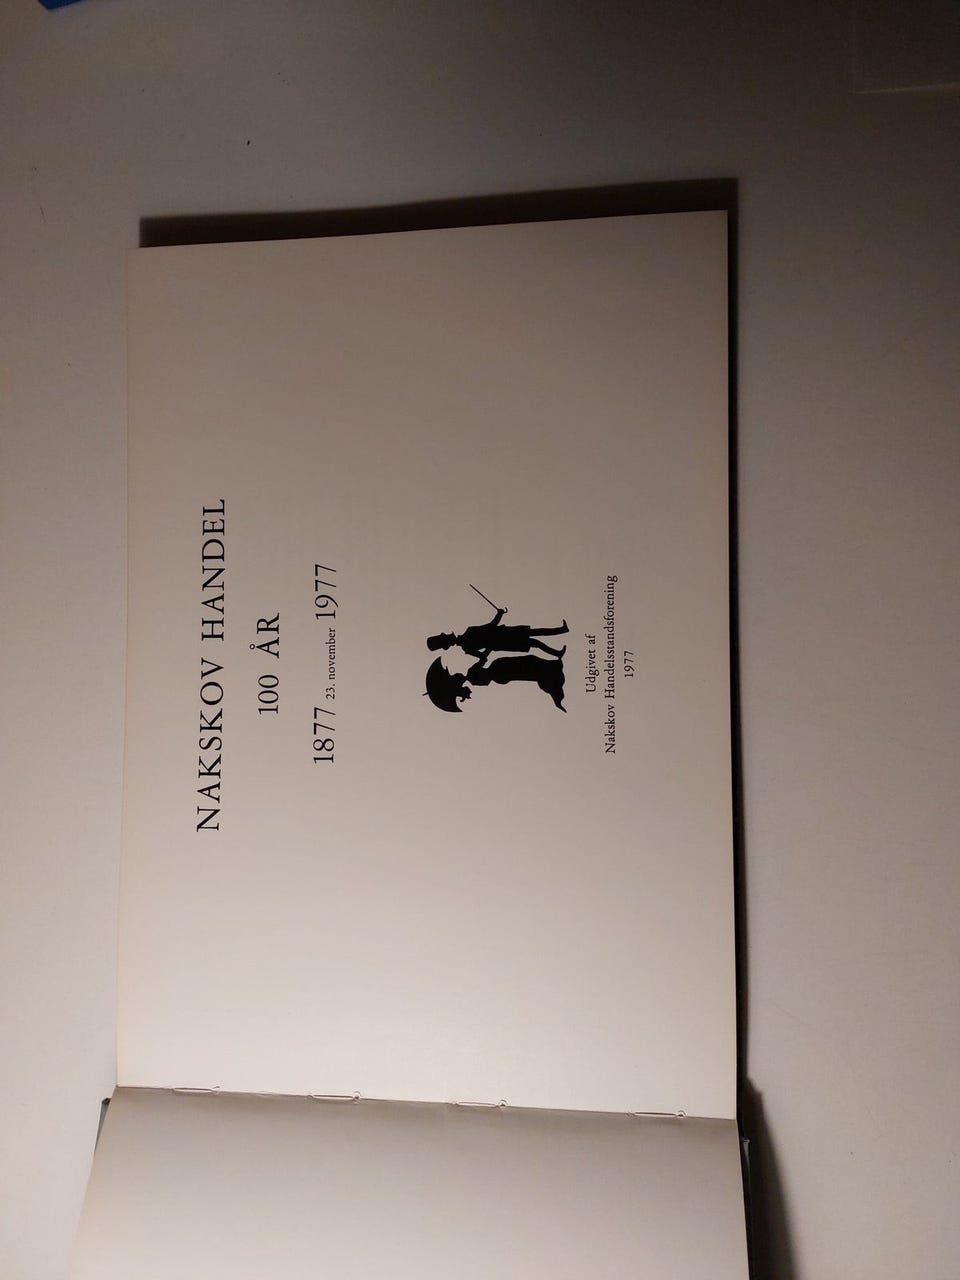 NAKSKOV HANDEL
100 ÅR
1877 23. november 1977
Udgivet af
Nakskov Handelsstandsforening
1977